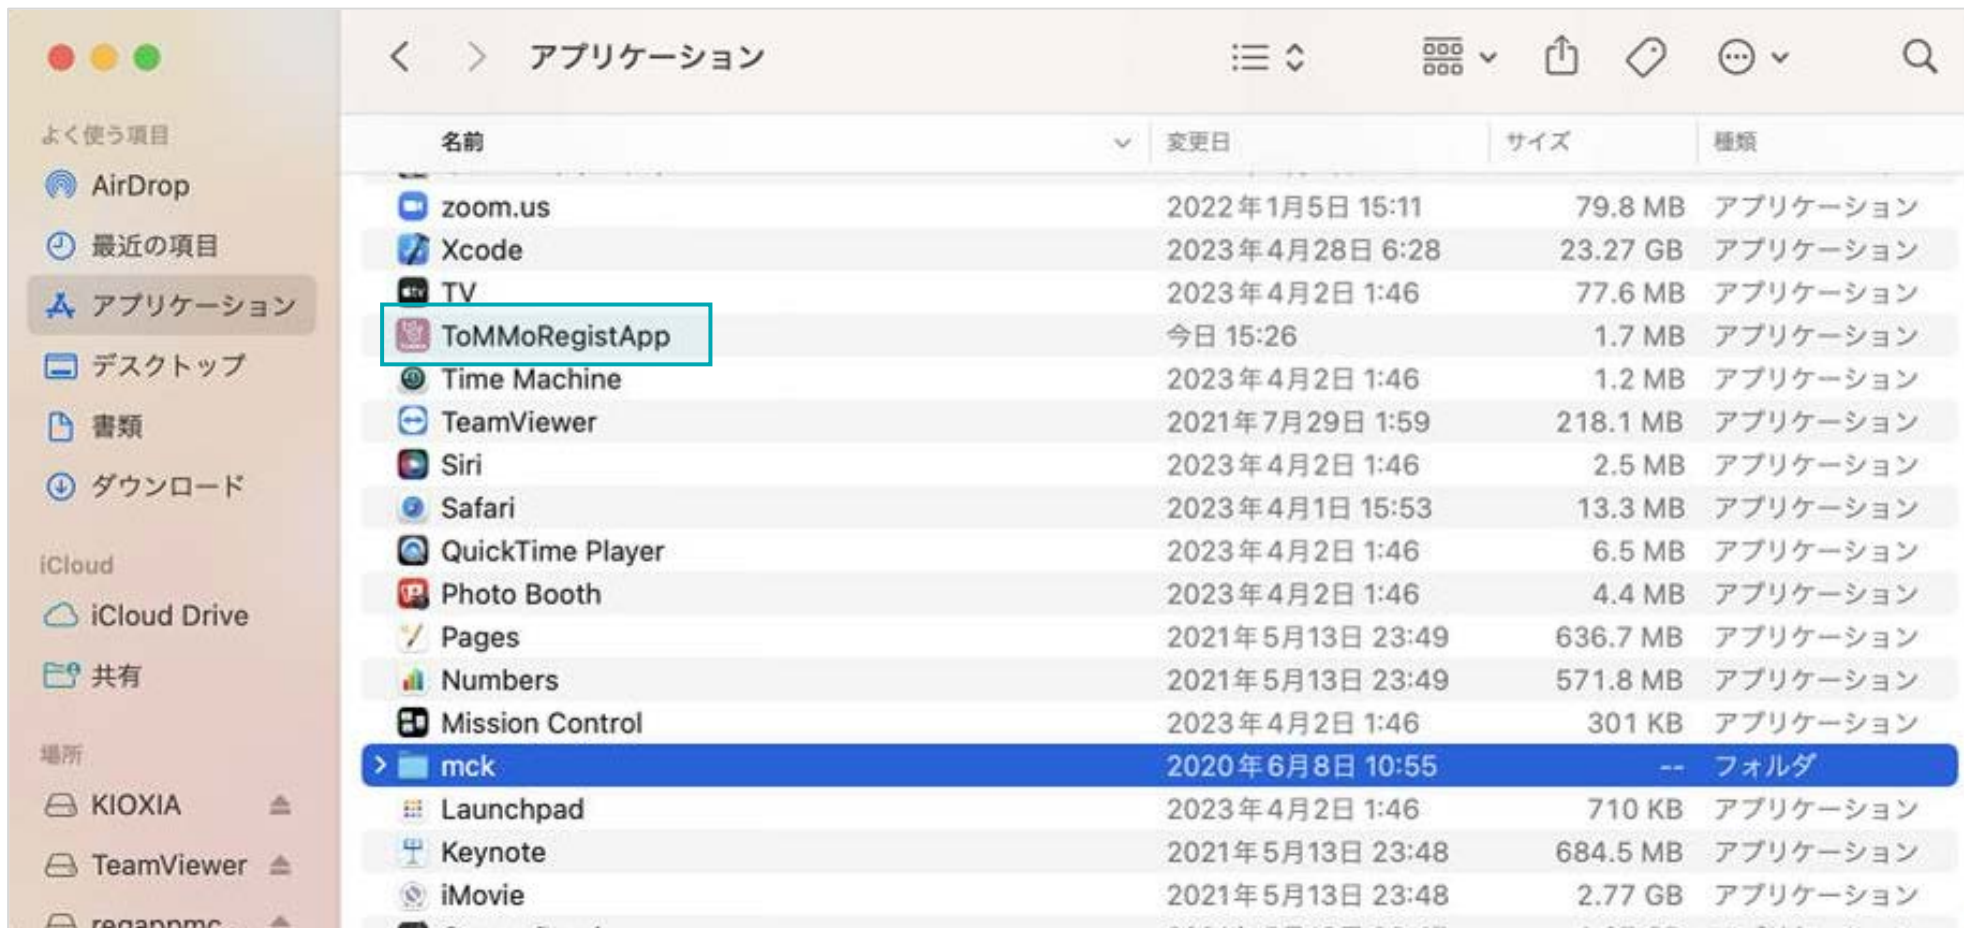 アプリケーション
よく使う項目
AirDrop
最近の項目
アプリケーション
デスクトップ
書類
ダウンロード
iCloud
iCloud Drive
共有
場所
KIOXIA
TeamViewer
名前 変更日 サイズ 種類
zoom.us 2022年1月5日 15:11 79.8 MB アプリケーション
Xcode 2023年4月28日 6:28 23.27 GB アプリケーション
TV 2023年4月2日 1:46 77.6 MB アプリケーション
ToMMoRegistApp 今日 15:26 1.7 MB アプリケーション
Time Machine 2023年4月2日 1:46 1.2 MB アプリケーション
TeamViewer 2021年7月29日 1:59 218.1 MB アプリケーション
Siri 2023年4月2日 1:46 2.5 MB アプリケーション
Safari 2023年4月1日 15:53 13.3 MB アプリケーション
QuickTime Player 2023年4月2日 1:46 6.5 MB アプリケーション
Photo Booth 2023年4月2日 1:46 4.4 MB アプリケーション
Pages 2021年5月13日 23:49 636.7 MB アプリケーション
Numbers 2021年5月13日 23:49 571.8 MB アプリケーション
Mission Control 2023年4月2日 1:46 301 KB アプリケーション
mck 2020年6月8日 10:55 -- フォルダ
Launchpad 2023年4月2日 1:46 710 KB アプリケーション
Keynote 2021年5月13日 23:48 684.5 MB アプリケーション
iMovie 2021年5月13日 23:48 2.77 GB アプリケーション